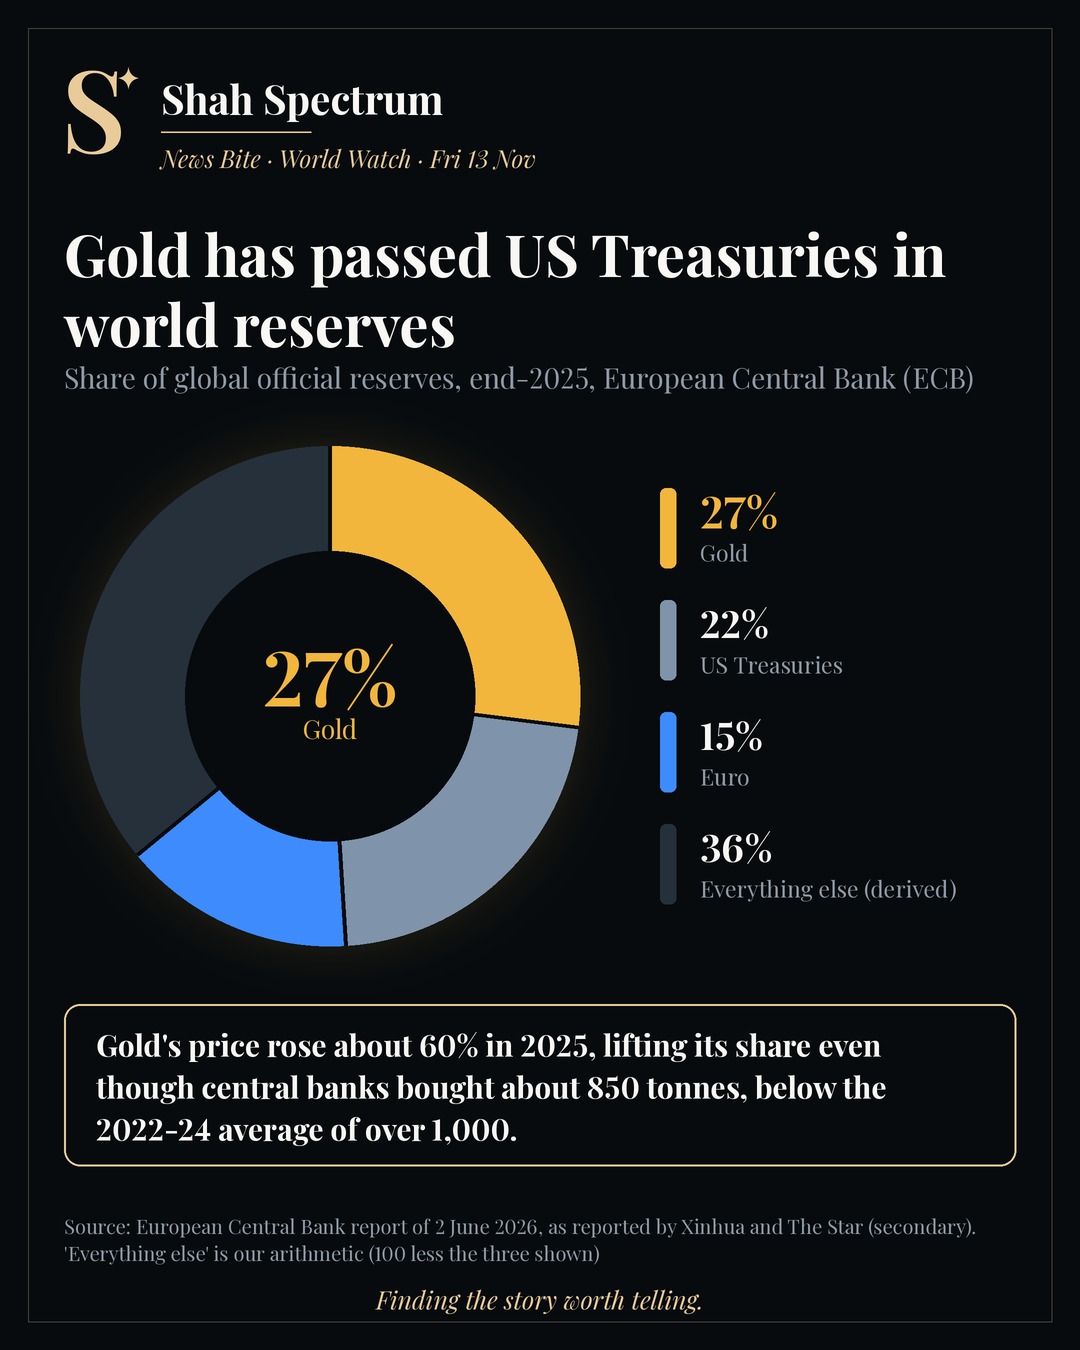 S
Shah Spectrum
News Bite · World Watch · Fri 13 Nov
Gold has passed US Treasuries in
world reserves
Share of global official reserves, end-2025, European Central Bank (ECB)
27%
Gold
27%
Gold
22%
US Treasuries
15%
Euro
36%
Everything else (derived)
Gold's price rose about 60% in 2025, lifting its share even
though central banks bought about 850 tonnes, below the
2022-24 average of over 1,000.
Source: European Central Bank report of 2 June 2026, as reported by Xinhua and The Star (secondary).
'Everything else' is our arithmetic (100 less the three shown)
Finding the story worth telling.